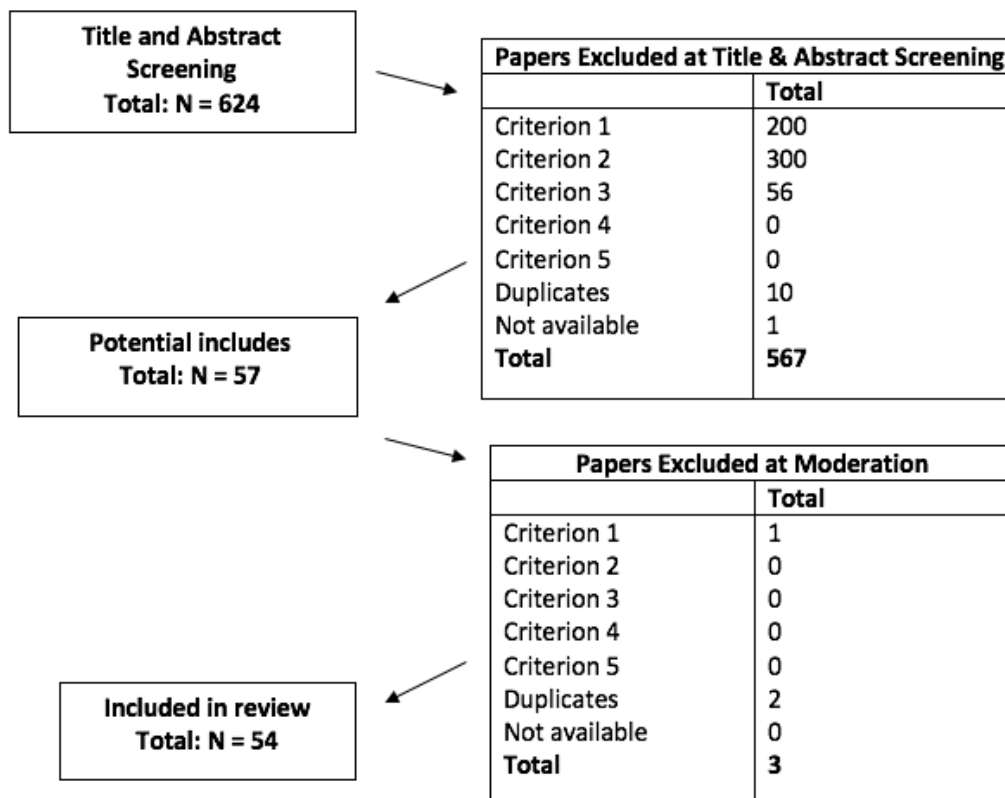 Title and Abstract
Screening
Total: N = 624
Papers Excluded at Title & Abstract Screening
Total
Criterion 1 200
Criterion 2 300
Criterion 3 56
Criterion 4 0
Criterion 5 0
Duplicates 10
Not available 1
Total 567
Potential includes
Total: N = 57
Papers Excluded at Moderation
Total
Criterion 1 1
Criterion 2 0
Criterion 3 0
Criterion 4 0
Criterion 5 0
Duplicates 2
Not available 0
Total 3
Included in review
Total: N = 54